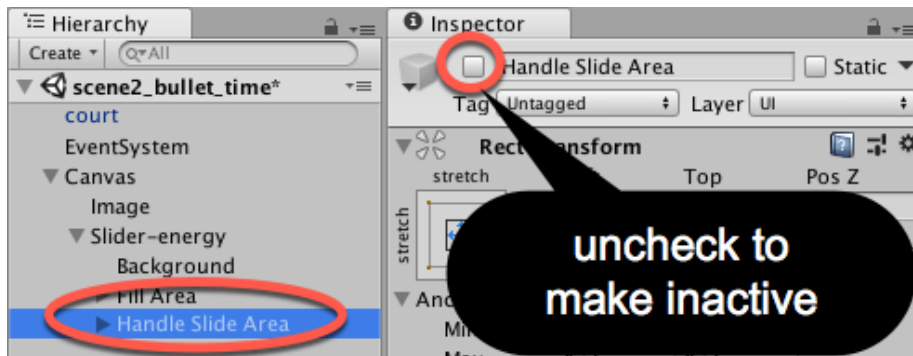 Hierarchy
Create
All
scene2_bullet_time*
court
EventSystem
Canvas
Image
Slider-energy
Background
Fill Area
Handle Slide Area
Inspector
Handle Slide Area
Static
Tag Untagged Layer UI
Rect Transform
stretch Top Pos Z
stretch
uncheck to
make inactive